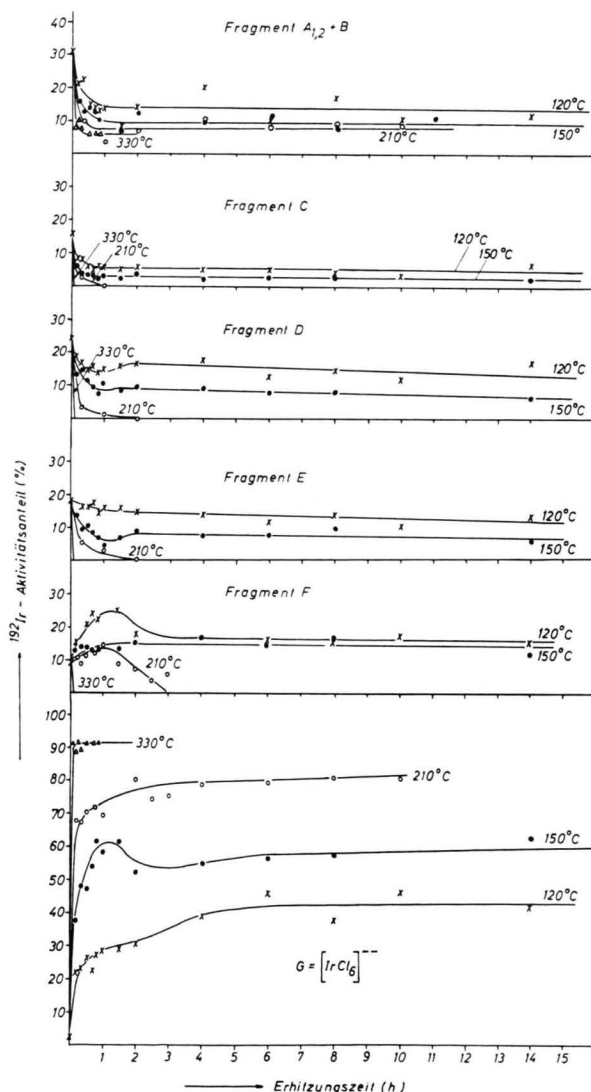 Fragment A1,2 + B
40
30
20
10
120°C
150°
210°C
330°C
Fragment C
30
20
10
330°C
210°C
120°C
150°C
Fragment D
30
20
10
330°C
120°C
150°C
210°C
Fragment E
30
20
10
120°C
150°C
210°C
Fragment F
30
20
10
120°C
150°C
210°C
330°C
192Ir - Aktivitätsanteil (%)
100
90
80
70
60
50
40
30
20
10
330°C
210°C
150°C
120°C
G = [IrCl6]--
1 2 3 4 5 6 7 8 9 10 11 12 13 14 15
Erhitzungszeit (h)